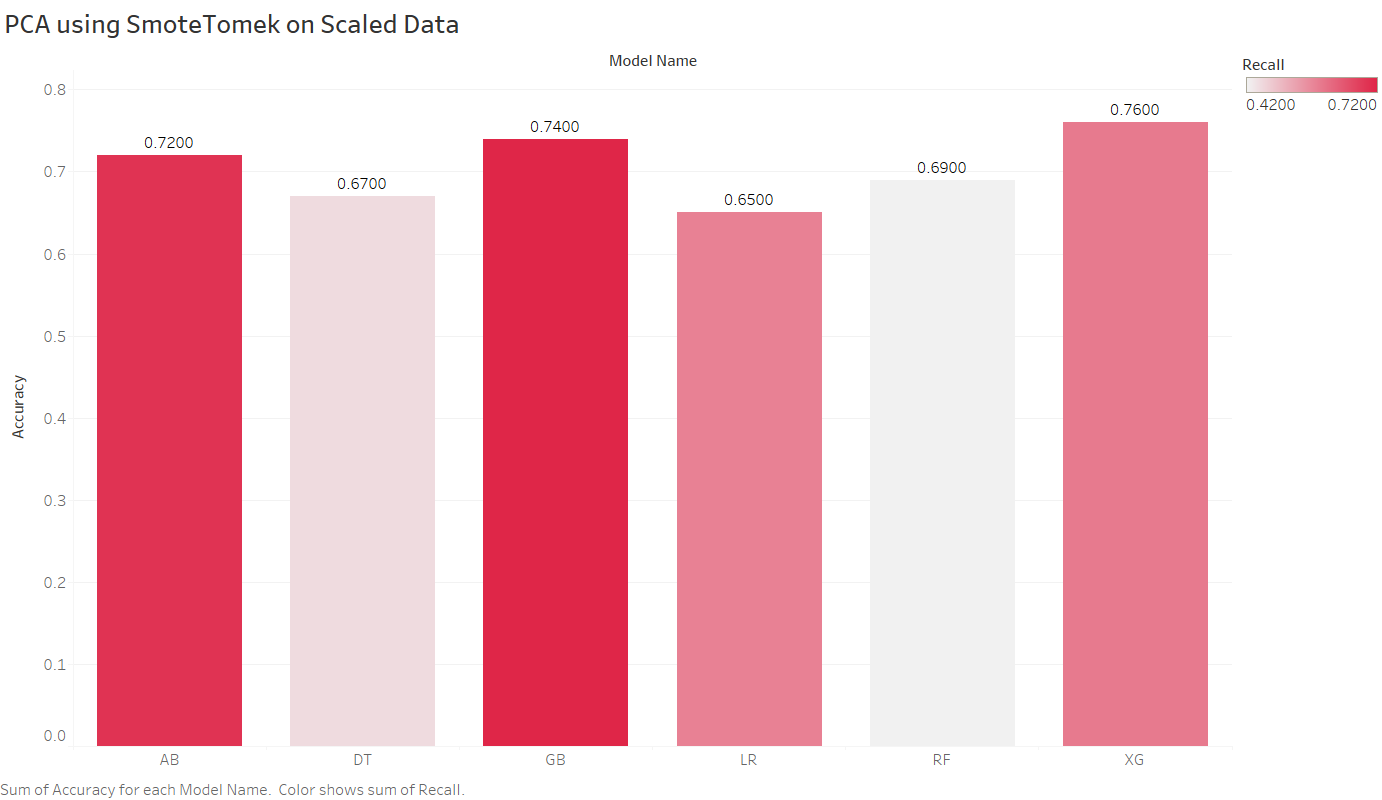 PCA using SmoteTomek on Scaled Data
Model Name
Recall
0.4200 0.7200
0.8
0.7
0.6
0.5
0.4
0.3
0.2
0.1
0.0
Accuracy
0.7200
0.6700
0.7400
0.6500
0.6900
0.7600
AB DT GB LR RF XG
Sum of Accuracy for each Model Name. Color shows sum of Recall.